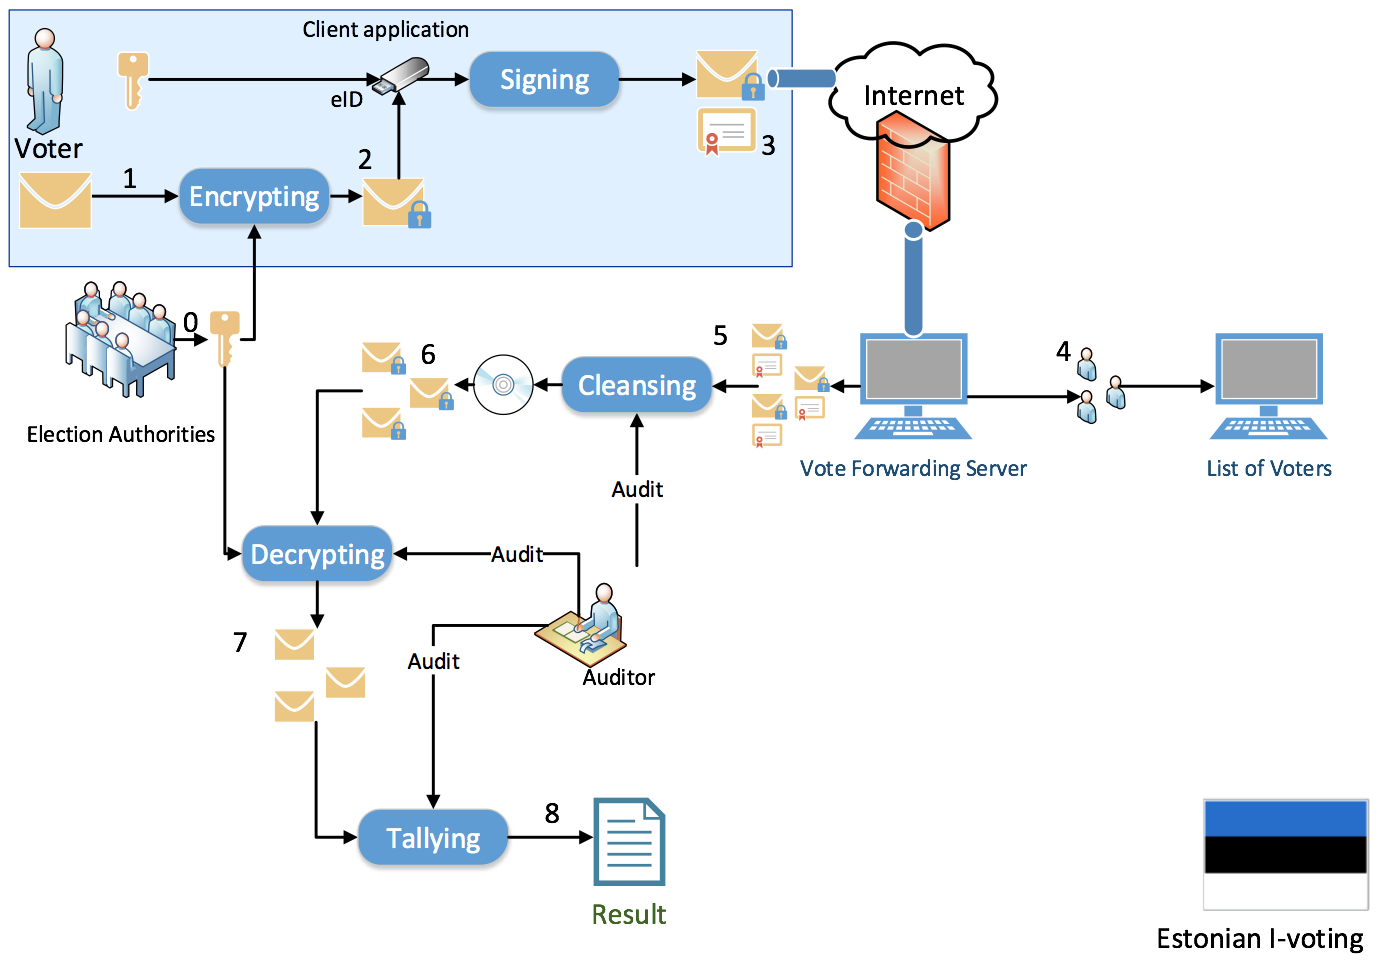 Client application
eID
Signing
Internet
Voter
1
Encrypting
2
3
0
Election Authorities
6
5
Cleansing
4
Vote Forwarding Server
List of Voters
Audit
Decrypting
Audit
7
Audit
Auditor
Tallying
8
Result
Estonian I-voting